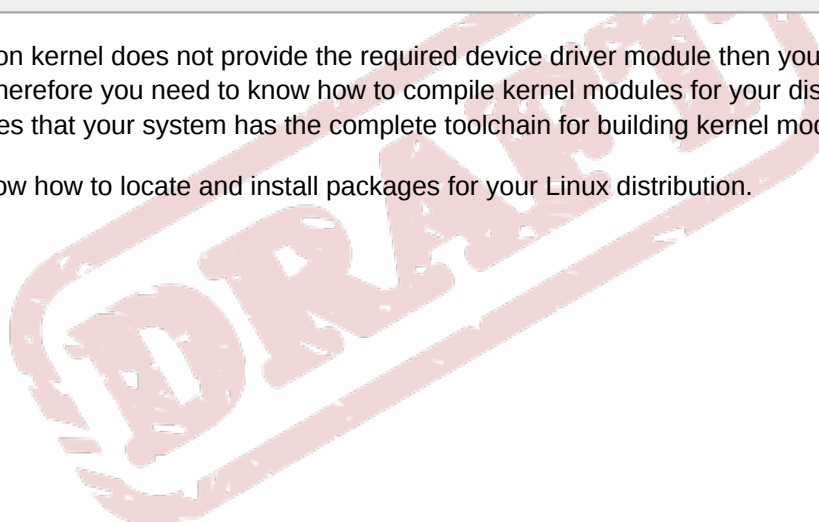 on kernel does not provide the required device driver module then you
herefore you need to know how to compile kernel modules for your dis
es that your system has the complete toolchain for building kernel mo
ow how to locate and install packages for your Linux distribution.
DRAFT